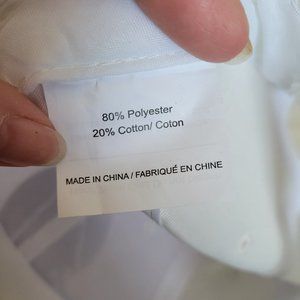 80% Polyester
20% Cotton/ Coton
MADE IN CHINA / FABRIQUÉ EN CHINE